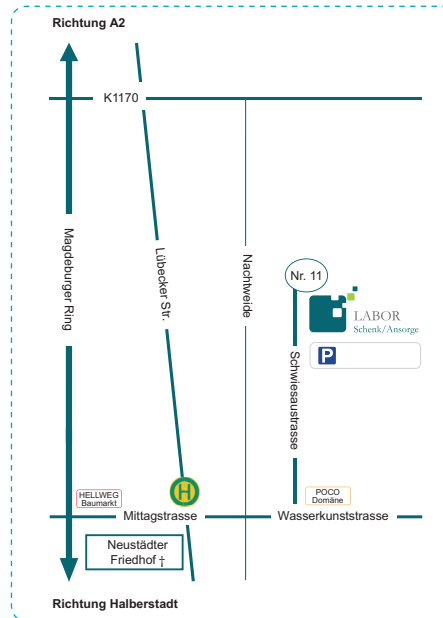 Richtung A2
K1170
Magdeburger Ring
Lübecker Str.
Nachtweide
Nr. 11
LABOR
Schenk/Ansorge
P
Schwiesaustrasse
HELLWEG
Baumarkt
H
POCO
Domäne
Mittagstrasse
Wasserkunststrasse
Neustädter
Friedhof †
Richtung Halberstadt